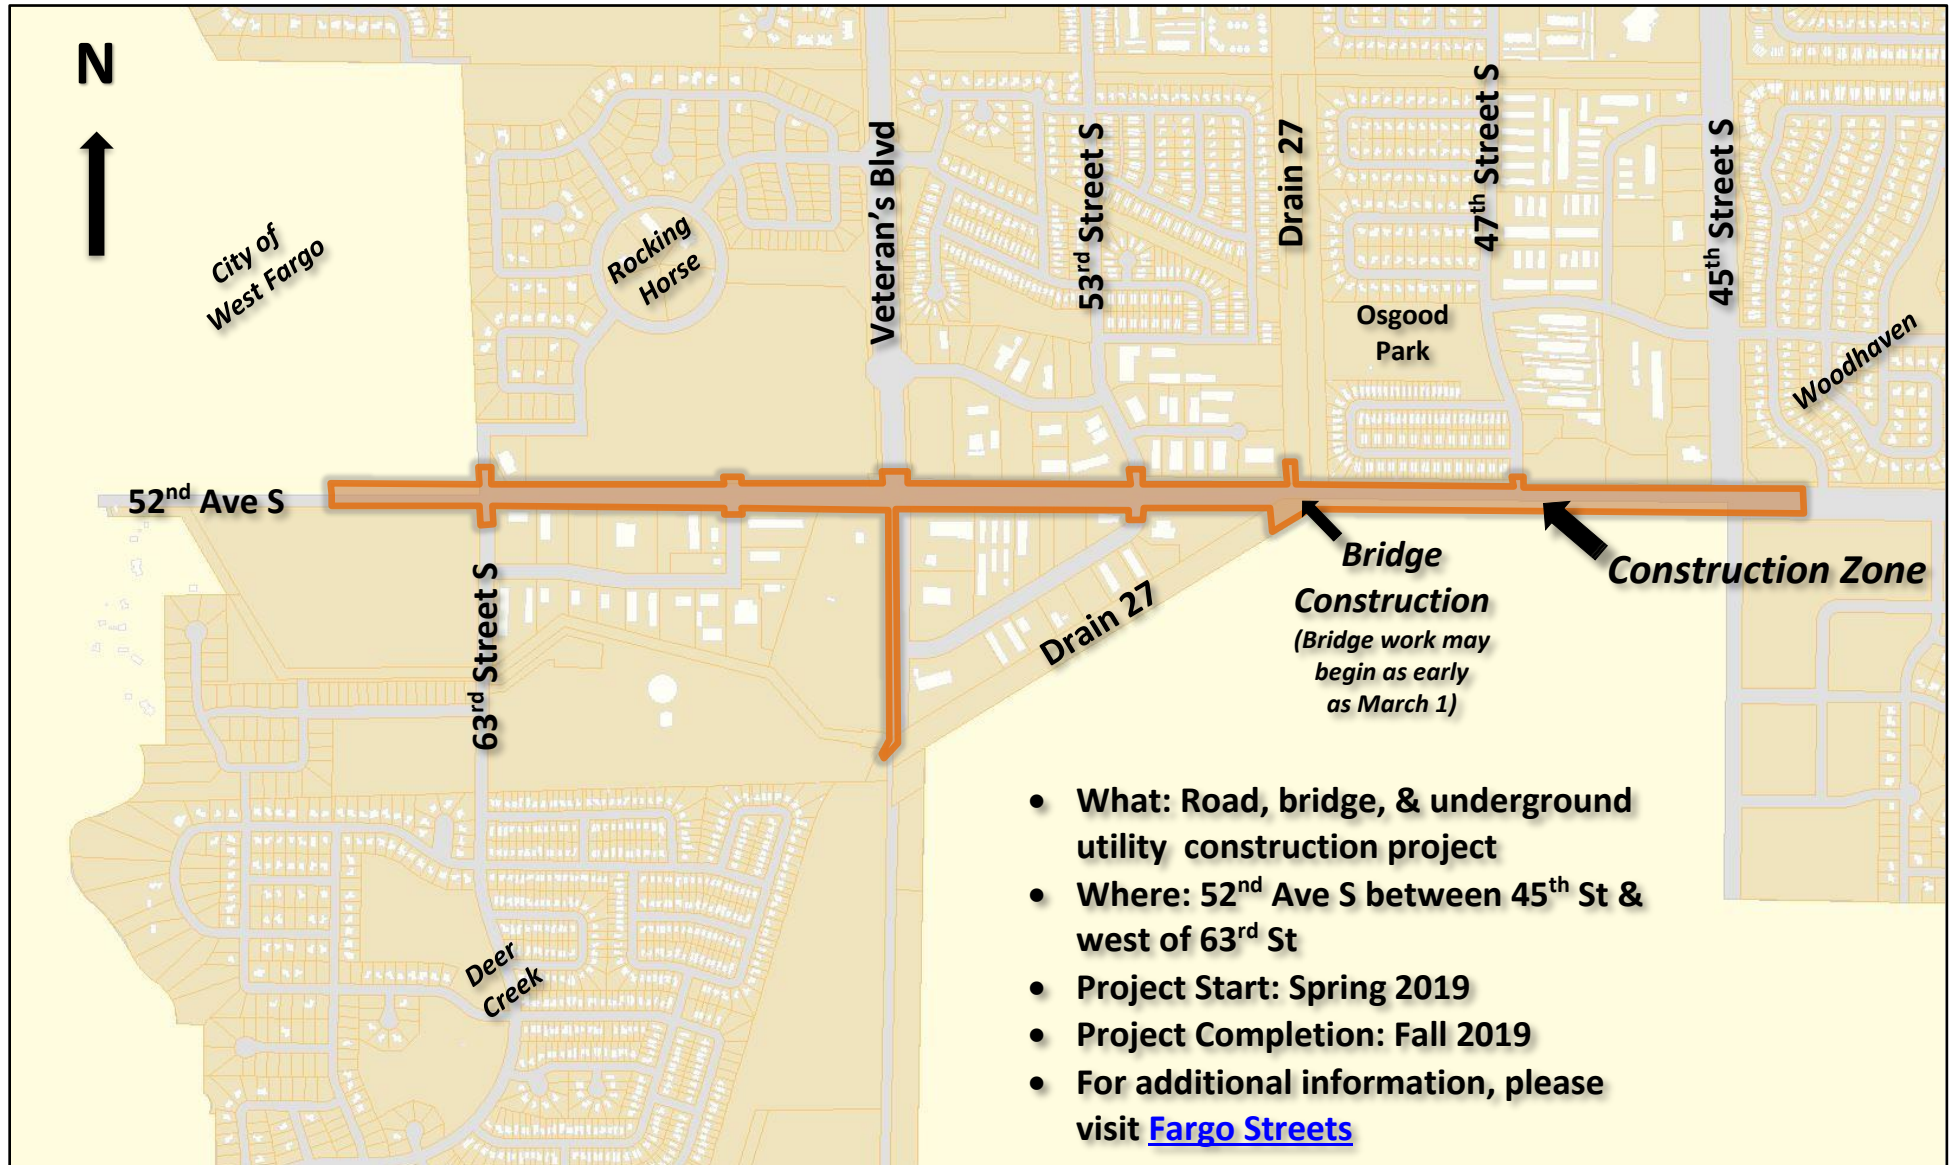 N
City of
West Fargo
Rocking
Horse
Veteran's Blvd
53rd Street S
Drain 27
47th Street S
45th Street S
Osgood
Park
Woodhaven
52nd Ave S
63rd Street S
Drain 27
Bridge
Construction
(Bridge work may
begin as early
as March 1)
Construction Zone
Deer
Creek
• What: Road, bridge, & underground
utility construction project
• Where: 52nd Ave S between 45th St &
west of 63rd St
• Project Start: Spring 2019
• Project Completion: Fall 2019
• For additional information, please
visit Fargo Streets